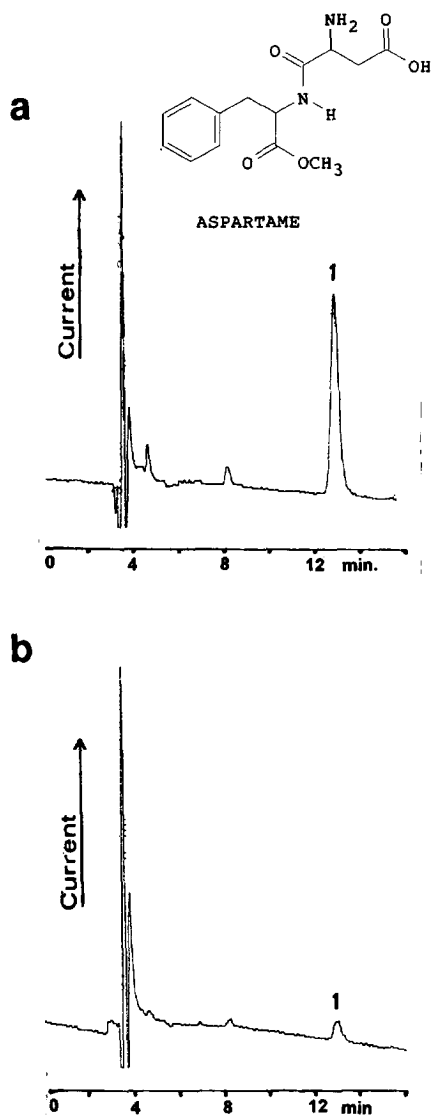 NH2 O
O OH
a
N H
O OCH3
ASPARTAME
1
Current
0 4 8 12 min.
b
Current
1
0 4 8 12 min